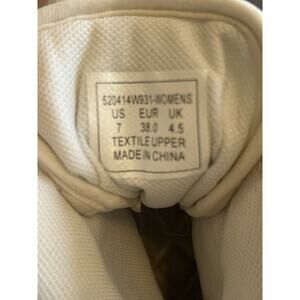 520414W931-WOMENS
US EUR UK
7 38.0 4.5
TEXTILE UPPER
MADE IN CHINA